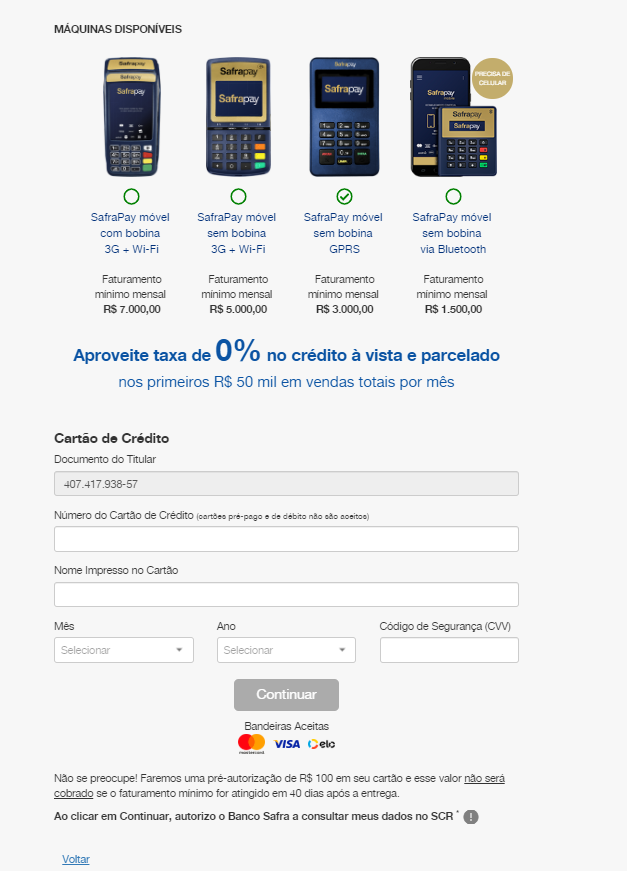 MÁQUINAS DISPONÍVEIS
Safrapay
Safrapay
Safrapay
Safrapay
Safrapay
Safrapay
Safrapay
Safrapay
Safrapay
PRECISA DE
CELULAR
SafraPay móvel
com bobina
3G + Wi-Fi
SafraPay móvel
sem bobina
3G + Wi-Fi
SafraPay móvel
sem bobina
GPRS
SafraPay móvel
sem bobina
via Bluetooth
Faturamento
mínimo mensal
R$ 7.000,00
Faturamento
mínimo mensal
R$ 5.000,00
Faturamento
mínimo mensal
R$ 3.000,00
Faturamento
mínimo mensal
R$ 1.500,00
Aproveite taxa de 0% no crédito à vista e parcelado
nos primeiros R$ 50 mil em vendas totais por mês
Cartão de Crédito
Documento do Titular
407.417.938-57
Número do Cartão de Crédito (cartões pré-pago e de débito não são aceitos)
Nome Impresso no Cartão
Mês
Ano
Código de Segurança (CVV)
Selecionar
Selecionar
Continuar
Bandeiras Aceitas
mastercard VISA elo
Não se preocupe! Faremos uma pré-autorização de R$ 100 em seu cartão e esse valor não será
cobrado se o faturamento mínimo for atingido em 40 dias após a entrega.
Ao clicar em Continuar, autorizo o Banco Safra a consultar meus dados no SCR * !
Voltar